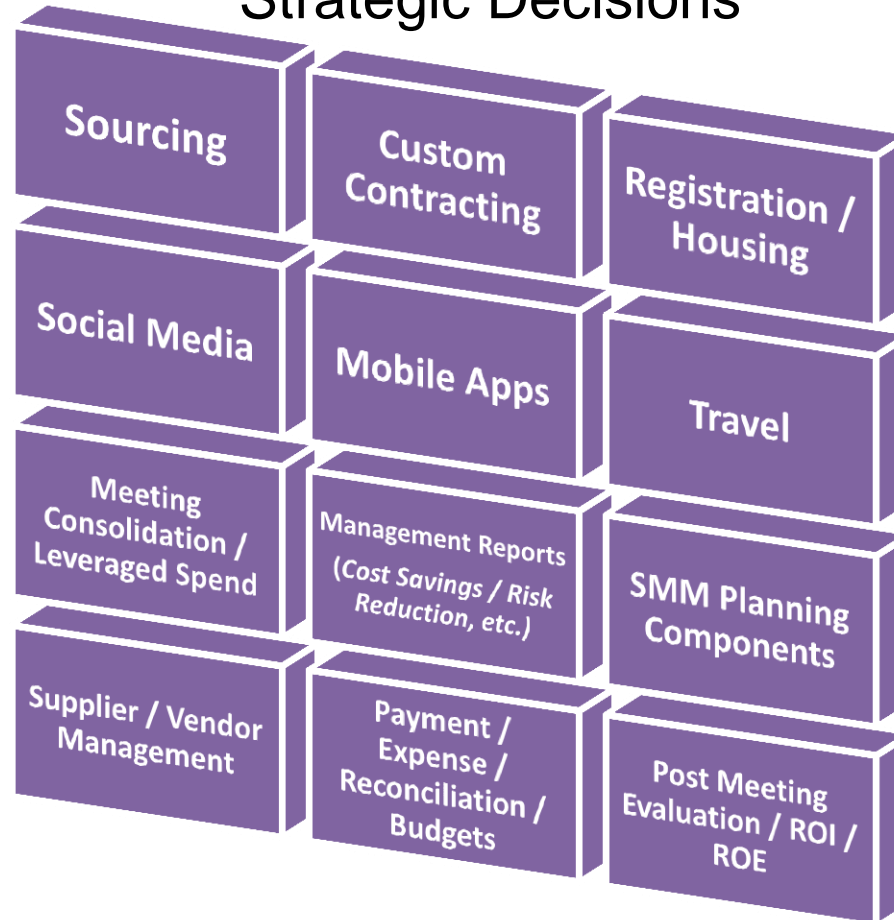 Strategic Decisions
Sourcing
Custom
Contracting
Registration /
Housing
Social Media
Mobile Apps
Travel
Meeting
Consolidation /
Leveraged Spend
Management Reports
(Cost Savings / Risk
Reduction, etc.)
SMM Planning
Components
Supplier / Vendor
Management
Payment /
Expense /
Reconciliation /
Budgets
Post Meeting
Evaluation / ROI /
ROE